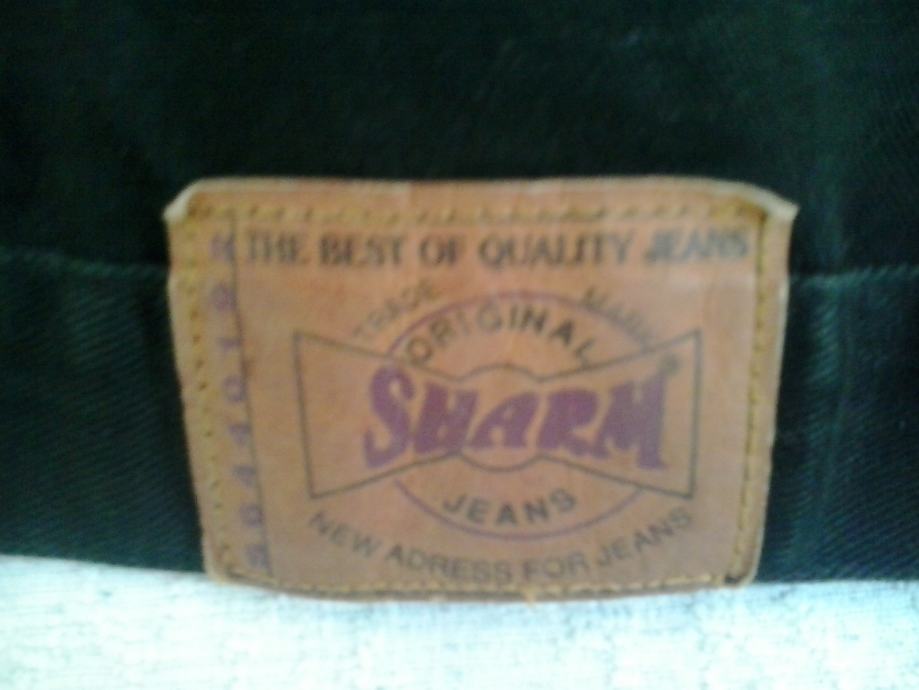 THE BEST OF QUALITY JEANS
TRADE MARK
ORIGINAL
SHARM®
JEANS
NEW ADRESS FOR JEANS